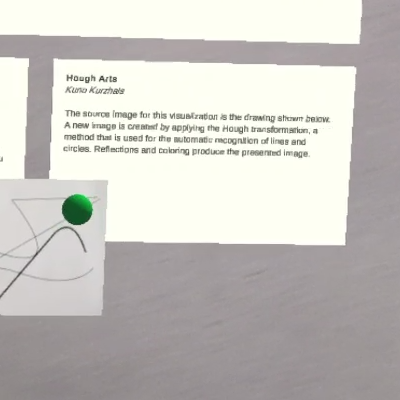 Hough Arts
Kuno Kurzhals
The source image for this visualization is the drawing shown below.
A new image is created by applying the Hough transformation, a
method that is used for the automatic recognition of lines and
circles. Reflections and coloring produce the presented image.